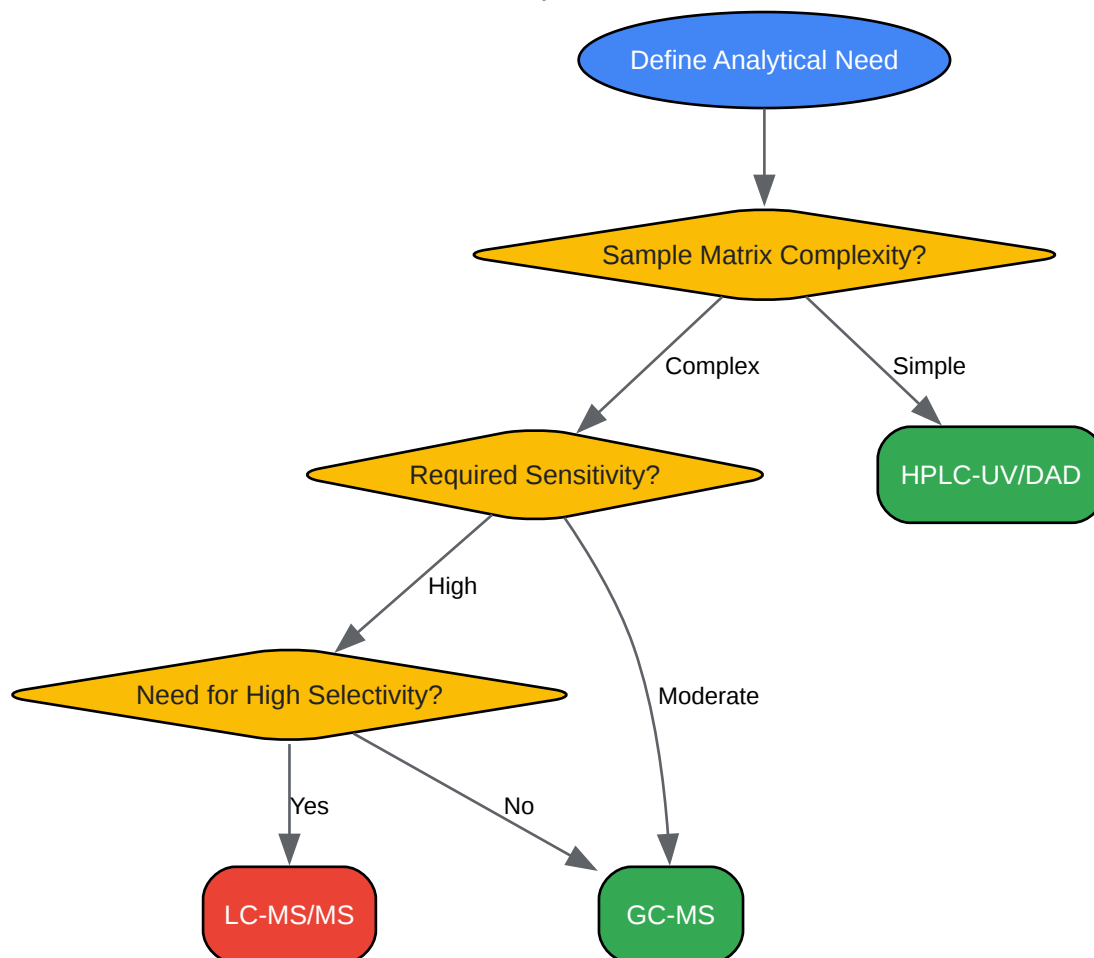 Define Analytical Need
Sample Matrix Complexity?
Complex
Simple
Required Sensitivity?
HPLC-UV/DAD
High
Need for High Selectivity?
Moderate
Yes
No
LC-MS/MS
GC-MS